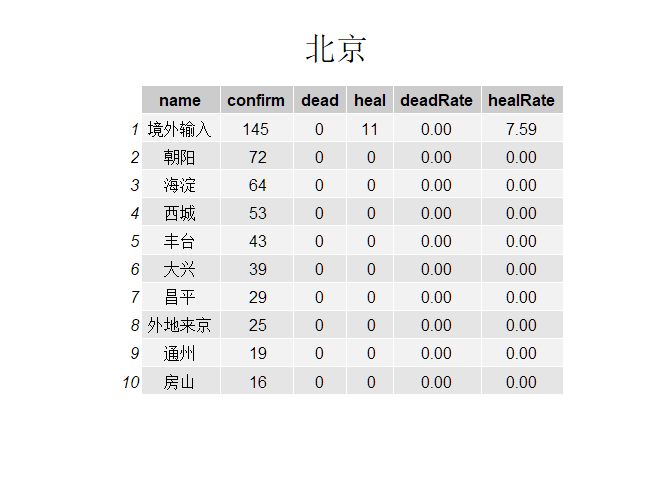 北京
name confirm dead heal deadRate healRate
1 境外输入 145 0 11 0.00 7.59
2 朝阳 72 0 0 0.00 0.00
3 海淀 64 0 0 0.00 0.00
4 西城 53 0 0 0.00 0.00
5 丰台 43 0 0 0.00 0.00
6 大兴 39 0 0 0.00 0.00
7 昌平 29 0 0 0.00 0.00
8 外地来京 25 0 0 0.00 0.00
9 通州 19 0 0 0.00 0.00
10 房山 16 0 0 0.00 0.00